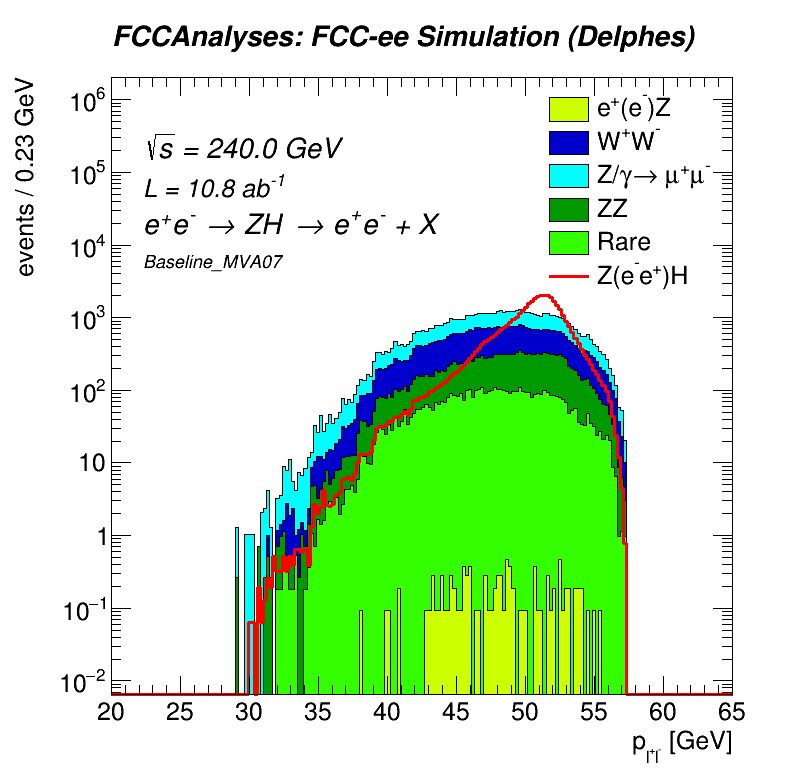 FCCAnalyses: FCC-ee Simulation (Delphes)
events / 0.23 GeV
10⁶
10⁵
10⁴
10³
10²
10
1
10⁻¹
10⁻²
√s = 240.0 GeV
L = 10.8 ab⁻¹
e⁺e⁻ → ZH → e⁺e⁻ + X
Baseline_MVA07
e⁺(e⁻)Z
W⁺W⁻
Z/γ→ μ⁺μ⁻
ZZ
Rare
Z(e⁻e⁺)H
20 25 30 35 40 45 50 55 60 65
p_l⁺l⁻ [GeV]